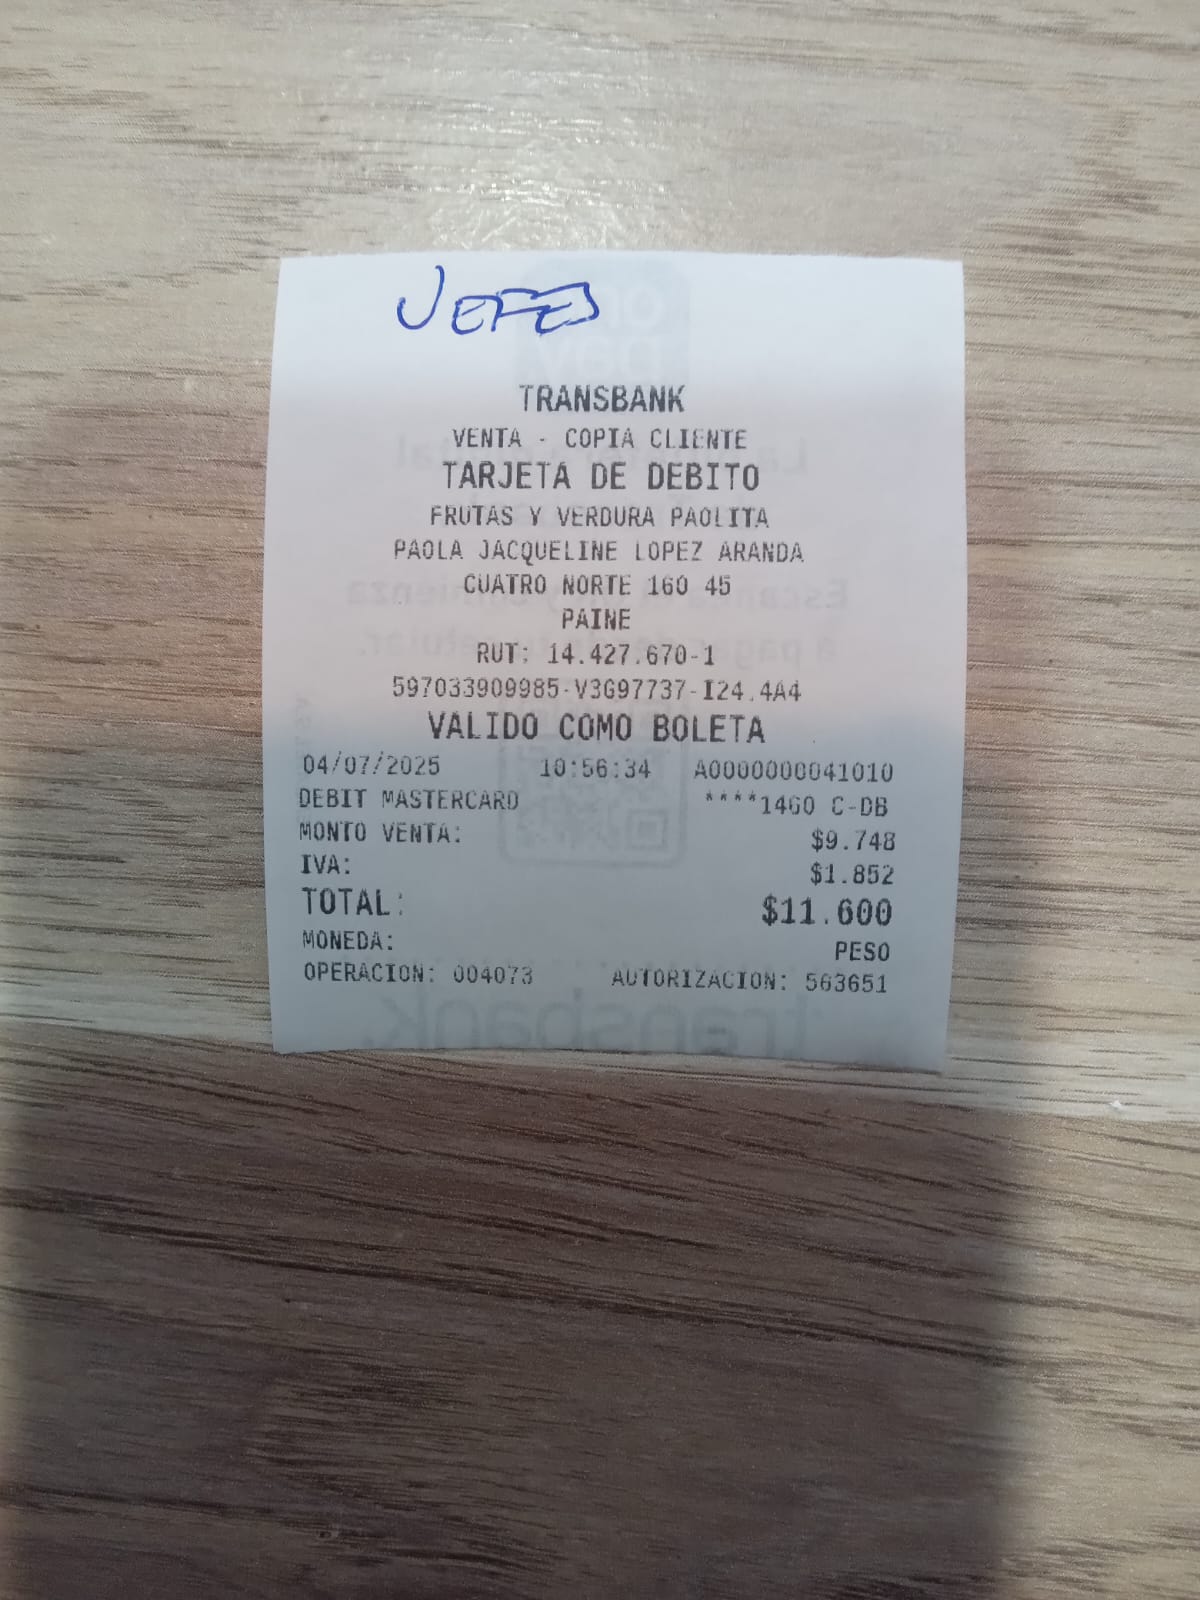 JEFES
TRANSBANK
VENTA - COPIA CLIENTE
TARJETA DE DEBITO
FRUTAS Y VERDURA PAOLITA
PAOLA JACQUELINE LOPEZ ARANDA
CUATRO NORTE 160 45
PAINE
RUT: 14.427.670-1
597033909985-V3G97737-I24.4A4
VALIDO COMO BOLETA
04/07/2025 10:56:34 A0000000041010
DEBIT MASTERCARD ****1460 C-DB
MONTO VENTA: $9.748
IVA: $1.852
TOTAL: $11.600
MONEDA: PESO
OPERACION: 004073 AUTORIZACION: 563651
transbank.